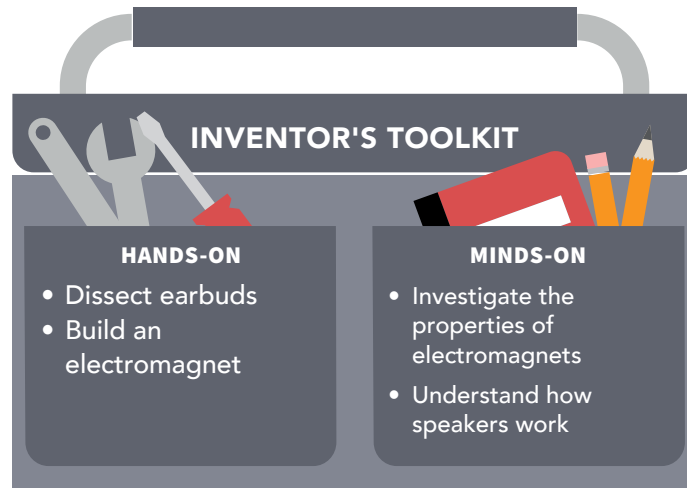 INVENTOR'S TOOLKIT
HANDS-ON
• Dissect earbuds
• Build an
electromagnet
MINDS-ON
• Investigate the
properties of
electromagnets
• Understand how
speakers work